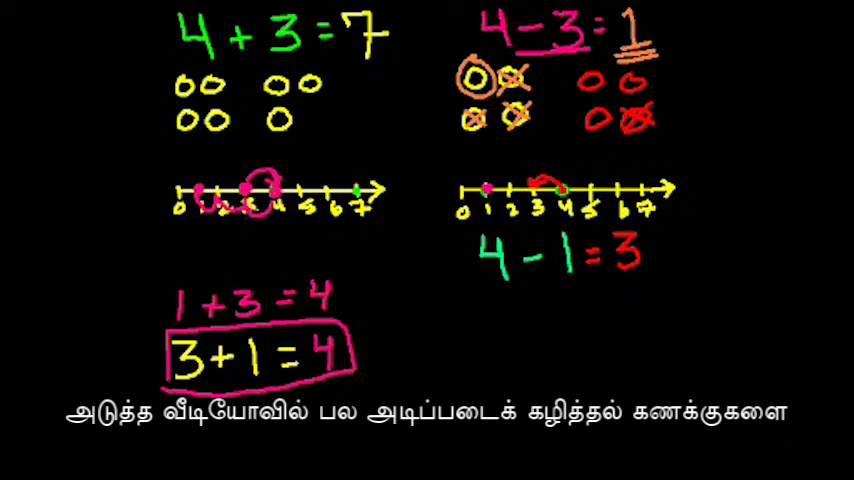 4 + 3 = 7
4 - 3 = 1
0 1 2 3 4 5 6 7
0 1 2 3 4 5 6 7
4 - 1 = 3
1 + 3 = 4
3 + 1 = 4
அடுத்த வீடியோவில் பல அடிப்படைக் கழித்தல் கணக்குகளை